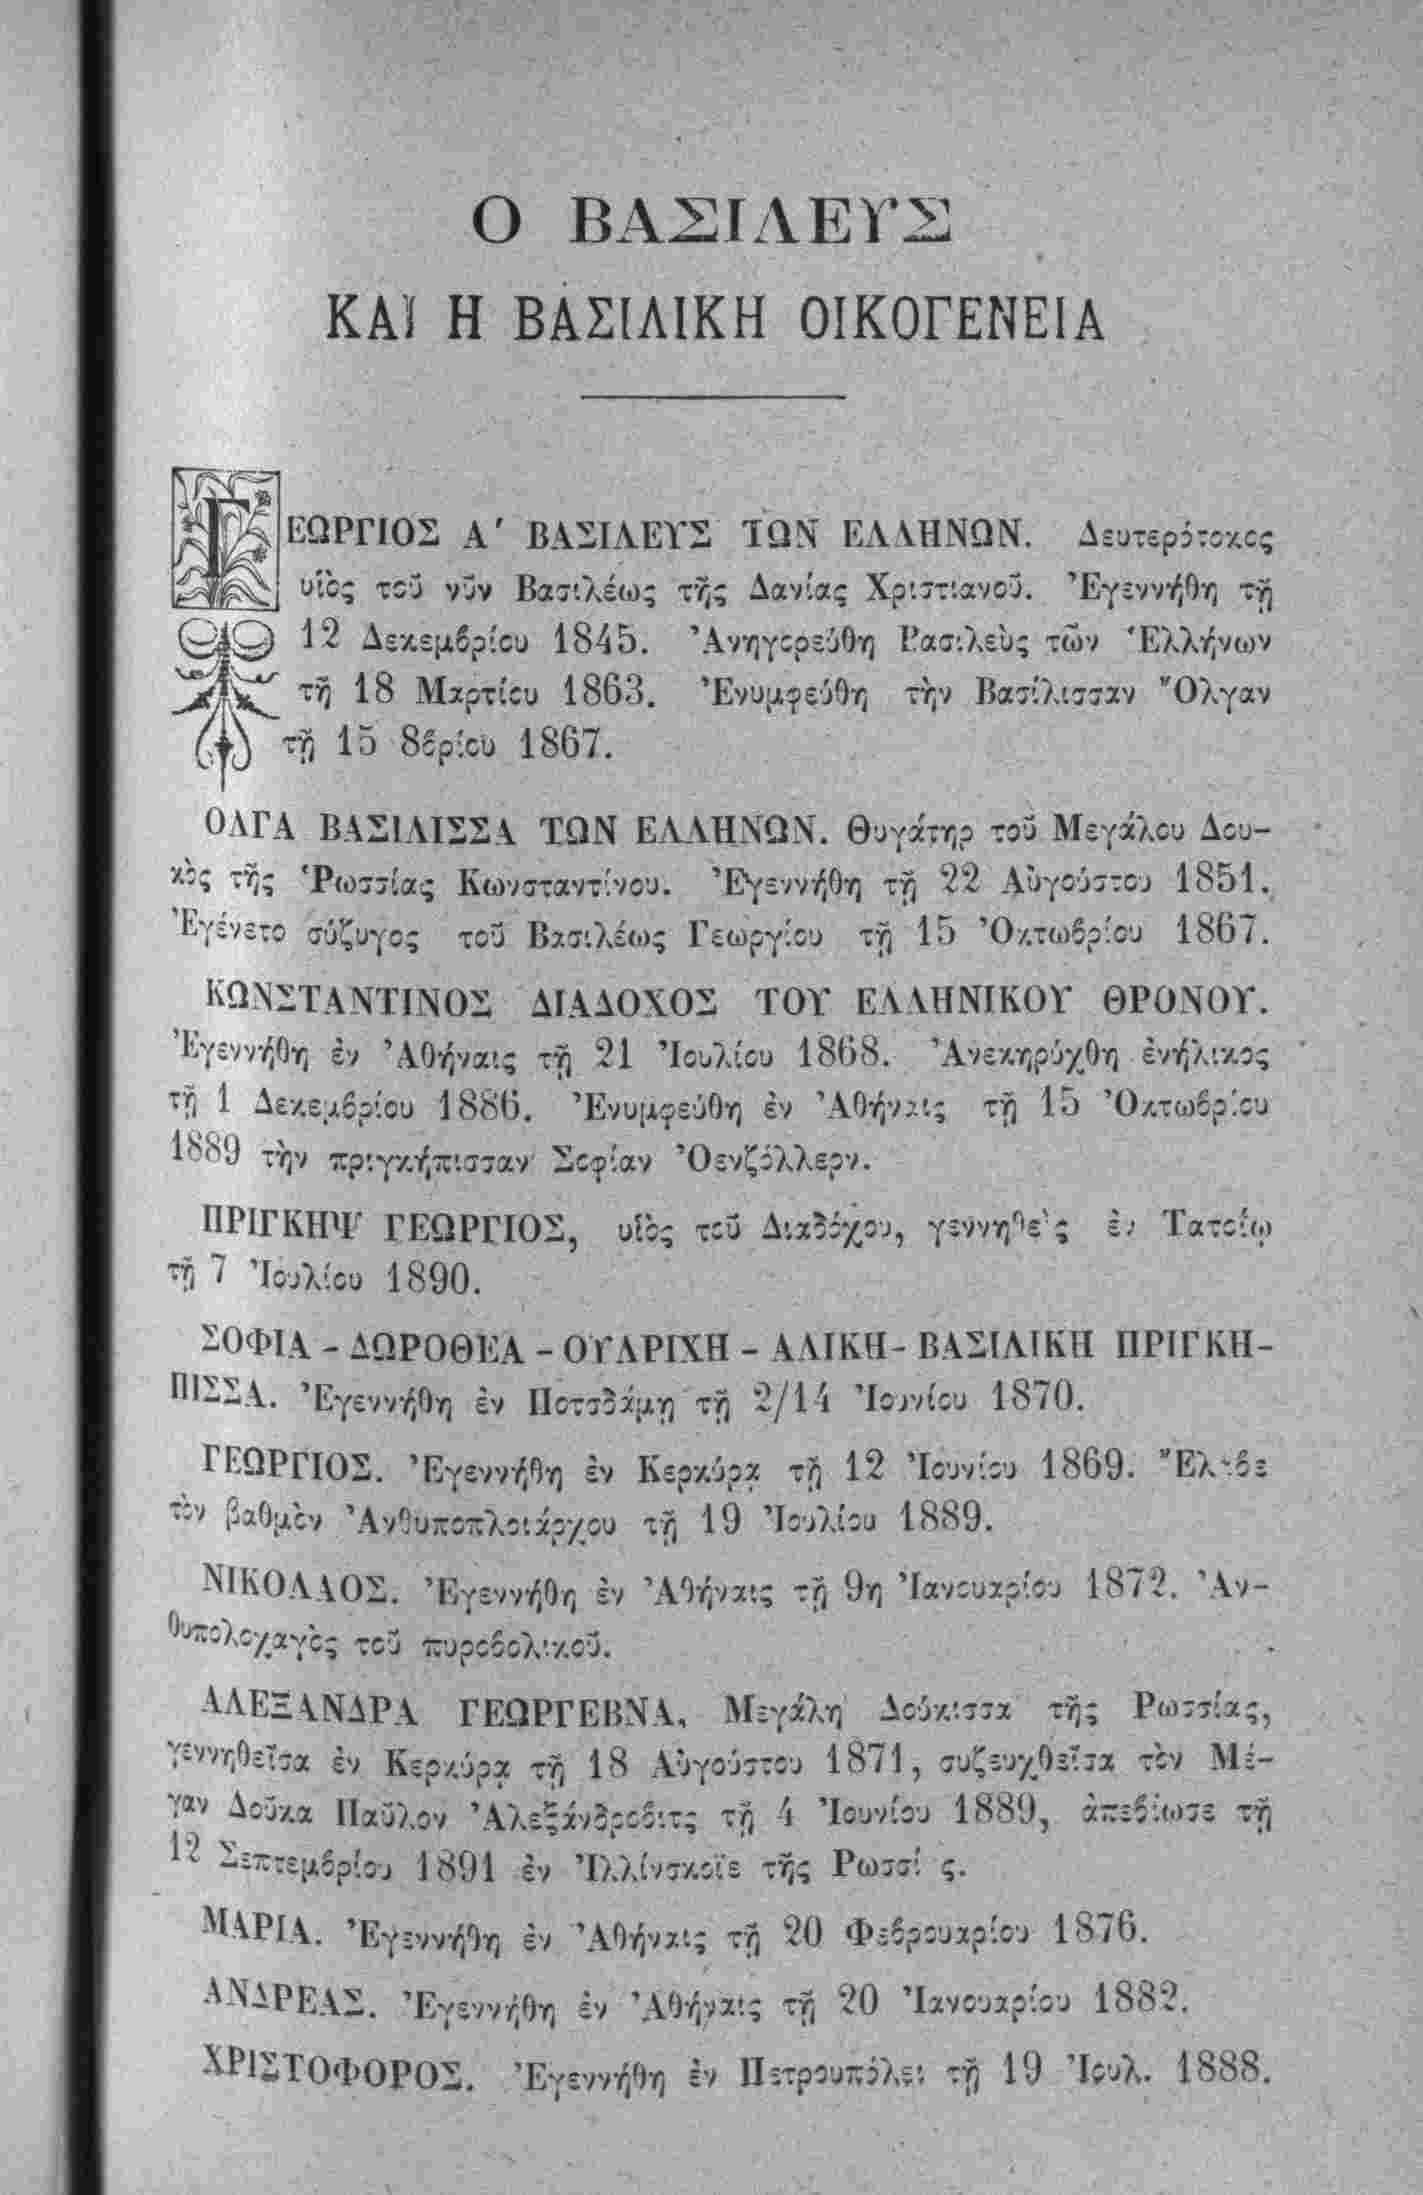 Ο ΒΑΣΙΛΕΥΣ
ΚΑΙ Η ΒΑΣΙΛΙΚΗ ΟΙΚΟΓΕΝΕΙΑ
ΓΕΩΡΓΙΟΣ Α' ΒΑΣΙΛΕΥΣ ΤΩΝ ΕΛΛΗΝΩΝ. Δευτερότοκος
υἱὸς τοῦ νῦν Βασιλέως τῆς Δανίας Χριστιανοῦ. Ἐγεννήθη τῇ
12 Δεκεμβρίου 1845. Ἀνηγορεύθη Βασιλεὺς τῶν Ἑλλήνων
τῇ 18 Μαρτίου 1863. Ἐνυμφεύθη τὴν Βασίλισσαν Ὄλγαν
τῇ 15 8βρίου 1867.
ΟΛΓΑ ΒΑΣΙΛΙΣΣΑ ΤΩΝ ΕΛΛΗΝΩΝ. Θυγάτηρ τοῦ Μεγάλου Δου-
κὸς τῆς Ῥωσσίας Κωνσταντίνου. Ἐγεννήθη τῇ 22 Αὐγούστου 1851.
Ἐγένετο σύζυγος τοῦ Βασιλέως Γεωργίου τῇ 15 Ὀκτωβρίου 1867.
ΚΩΝΣΤΑΝΤΙΝΟΣ ΔΙΑΔΟΧΟΣ ΤΟΥ ΕΛΛΗΝΙΚΟΥ ΘΡΟΝΟΥ.
Ἐγεννήθη ἐν Ἀθήναις τῇ 21 Ἰουλίου 1868. Ἀνεκηρύχθη ἐνήλικος
τῇ 1 Δεκεμβρίου 1886. Ἐνυμφεύθη ἐν Ἀθήναις τῇ 15 Ὀκτωβρίου
1889 τὴν πριγκήπισσαν Σοφίαν Ὁενζόλλερν.
ΠΡΙΓΚΗΨ ΓΕΩΡΓΙΟΣ, υἱὸς τοῦ Διαδόχου, γεννηθεὶς ἐν Τατοίῳ
τῇ 7 Ἰουλίου 1890.
ΣΟΦΙΑ - ΔΩΡΟΘΕΑ - ΟΥΛΡΙΧΗ - ΑΛΙΚΗ - ΒΑΣΙΛΙΚΗ ΠΡΙΓΚΗ-
ΠΙΣΣΑ. Ἐγεννήθη ἐν Ποτσδάμῃ τῇ 2/14 Ἰουνίου 1870.
ΓΕΩΡΓΙΟΣ. Ἐγεννήθη ἐν Κερκύρᾳ τῇ 12 Ἰουνίου 1869. Ἔλαβε
τὸν βαθμὸν Ἀνθυποπλοιάρχου τῇ 19 Ἰουλίου 1889.
ΝΙΚΟΛΑΟΣ. Ἐγεννήθη ἐν Ἀθήναις τῇ 9η Ἰανουαρίου 1872. Ἀν-
θυπολοχαγὸς τοῦ πυροβολικοῦ.
ΑΛΕΞΑΝΔΡΑ ΓΕΩΡΓΕΒΝΑ, Μεγάλη Δούκισσα τῆς Ρωσσίας,
γεννηθεῖσα ἐν Κερκύρᾳ τῇ 18 Αὐγούστου 1871, συζευχθεῖσα τὸν Μέ-
γαν Δοῦκα Παῦλον Ἀλεξάνδροβιτς τῇ 4 Ἰουνίου 1889, ἀπεβίωσε τῇ
12 Σεπτεμβρίου 1891 ἐν Ἰλλίνσκοϊε τῆς Ρωσσί ς.
ΜΑΡΙΑ. Ἐγεννήθη ἐν Ἀθήναις τῇ 20 Φεβρουαρίου 1876.
ΑΝΔΡΕΑΣ. Ἐγεννήθη ἐν Ἀθήναις τῇ 20 Ἰανουαρίου 1882.
ΧΡΙΣΤΟΦΟΡΟΣ. Ἐγεννήθη ἐν Πετρουπόλει τῇ 19 Ἰουλ. 1888.